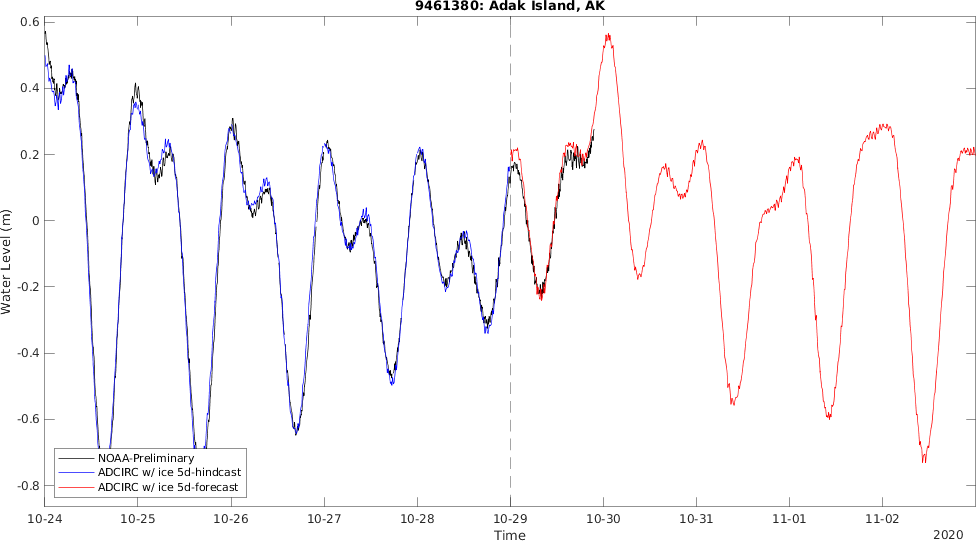 9461380: Adak Island, AK
Water Level (m)
0.6
0.4
0.2
0
-0.2
-0.4
-0.6
-0.8
NOAA-Preliminary
ADCIRC w/ ice 5d-hindcast
ADCIRC w/ ice 5d-forecast
10-24 10-25 10-26 10-27 10-28 10-29 10-30 10-31 11-01 11-02
Time
2020